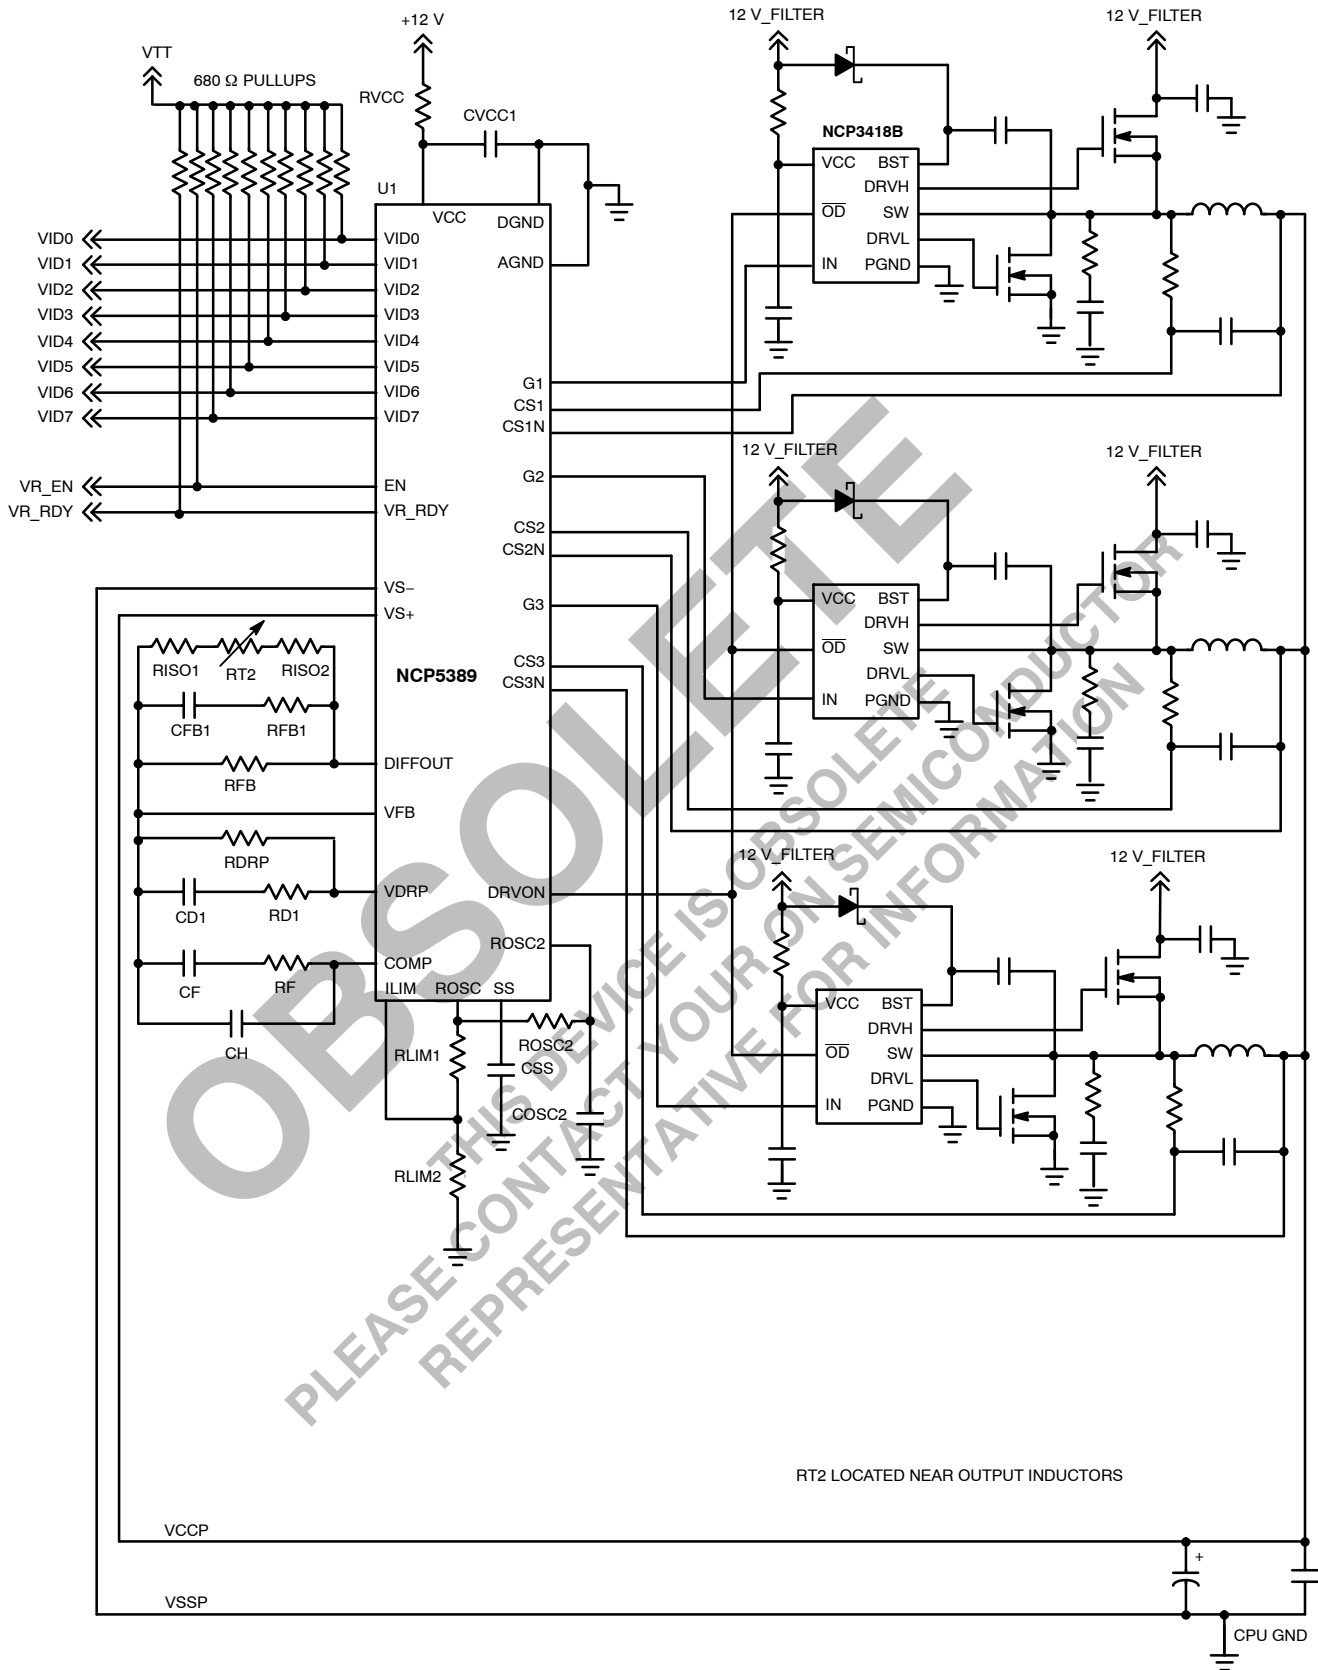 12 V_FILTER
12 V_FILTER
+12 V
VTT
680 Ω PULLUPS
RVCC
CVCC1
NCP3418B
VCC
BST
DRVH
OD
SW
DRVL
IN
PGND
U1
VCC
DGND
AGND
VID0
VID0
VID1
VID1
VID2
VID2
VID3
VID3
VID4
VID4
VID5
VID5
VID6
VID6
VID7
VID7
G1
CS1
CS1N
VR_EN
EN
VR_RDY
VR_RDY
G2
CS2
CS2N
12 V_FILTER
12 V_FILTER
VCC
BST
DRVH
OD
SW
DRVL
IN
PGND
VS−
VS+
G3
CS3
CS3N
NCP5389
RISO1
RT2
RISO2
CFB1
RFB1
RFB
DIFFOUT
VFB
RDRP
VDRP
CD1
RD1
DRVON
ROSC2
COMP
CF
RF
CH
ILIM
ROSC
SS
ROSC2
RLIM1
CSS
COSC2
RLIM2
12 V_FILTER
12 V_FILTER
VCC
BST
DRVH
OD
SW
DRVL
IN
PGND
OBSOLETE
THIS DEVICE IS OBSOLETE
PLEASE CONTACT YOUR ON SEMICONDUCTOR
REPRESENTATIVE FOR INFORMATION
RT2 LOCATED NEAR OUTPUT INDUCTORS
VCCP
+
VSSP
CPU GND